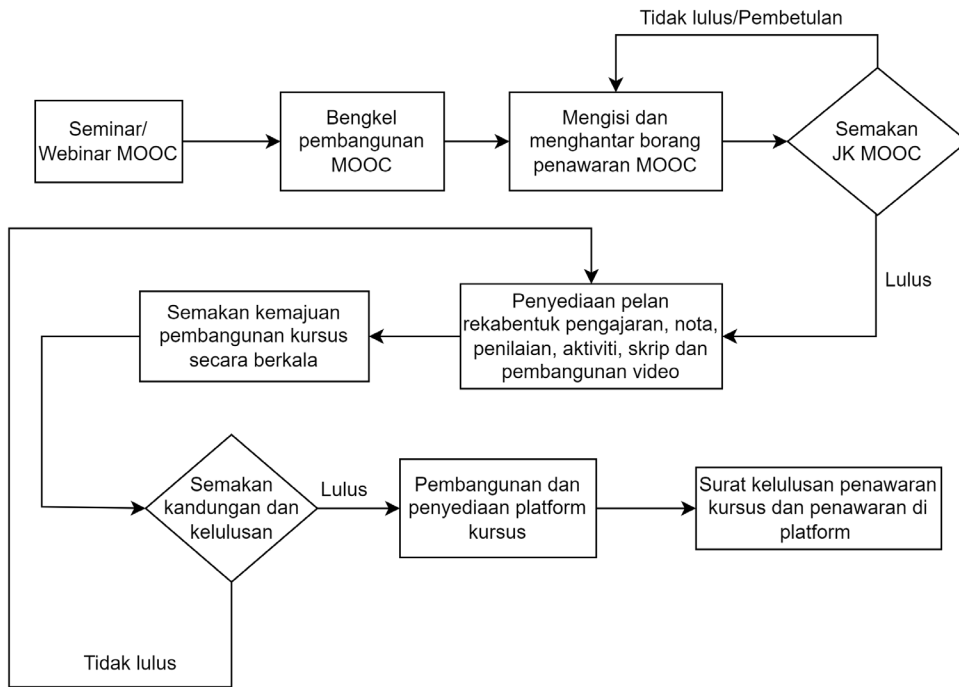 Tidak lulus/Pembetulan
Seminar/
Webinar MOOC
Bengkel
pembangunan
MOOC
Mengisi dan
menghantar borang
penawaran MOOC
Semakan
JK MOOC
Lulus
Penyediaan pelan
rekabentuk pengajaran, nota,
penilaian, aktiviti, skrip dan
pembangunan video
Semakan kemajuan
pembangunan kursus
secara berkala
Semakan
kandungan dan
kelulusan
Lulus
Pembangunan dan
penyediaan platform
kursus
Surat kelulusan penawaran
kursus dan penawaran di
platform
Tidak lulus